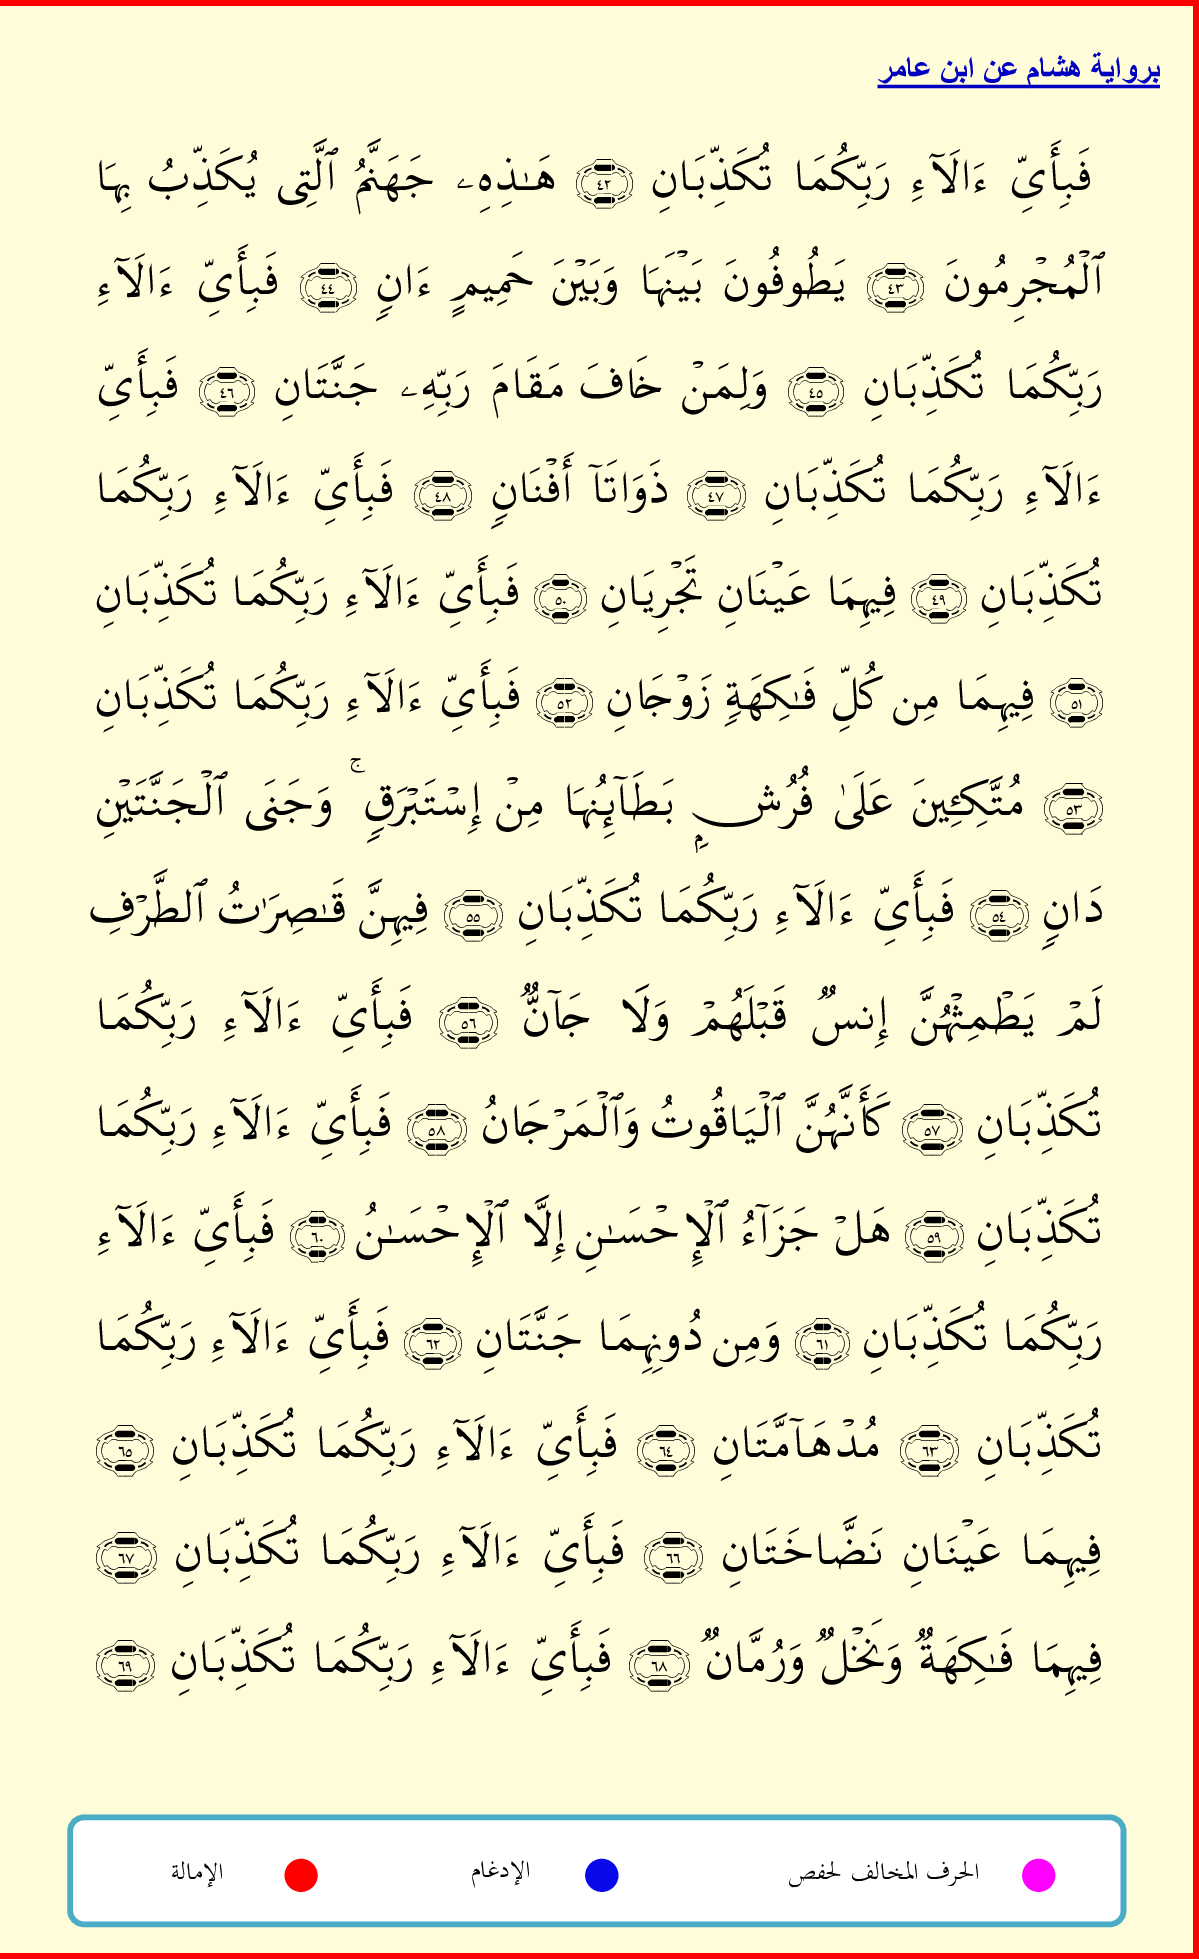 برواية هشام عن ابن عامر
فَبِأَيِّ ءَالَآءِ رَبِّكُمَا تُكَذِّبَانِ ٤٢ هَـٰذِهِۦ جَهَنَّمُ ٱلَّتِى يُكَذِّبُ بِهَا
ٱلْمُجْرِمُونَ ٤٣ يَطُوفُونَ بَيْنَهَا وَبَيْنَ حَمِيمٍ ءَانٍ ٤٤ فَبِأَيِّ ءَالَآءِ
رَبِّكُمَا تُكَذِّبَانِ ٤٥ وَلِمَنْ خَافَ مَقَامَ رَبِّهِۦ جَنَّتَانِ ٤٦ فَبِأَيِّ
ءَالَآءِ رَبِّكُمَا تُكَذِّبَانِ ٤٧ ذَوَاتَآ أَفْنَانٍ ٤٨ فَبِأَيِّ ءَالَآءِ رَبِّكُمَا
تُكَذِّبَانِ ٤٩ فِيهِمَا عَيْنَانِ تَجْرِيَانِ ٥٠ فَبِأَيِّ ءَالَآءِ رَبِّكُمَا تُكَذِّبَانِ
٥١ فِيهِمَا مِن كُلِّ فَـٰكِهَةٍ زَوْجَانِ ٥٢ فَبِأَيِّ ءَالَآءِ رَبِّكُمَا تُكَذِّبَانِ
٥٣ مُتَّكِـِٔينَ عَلَىٰ فُرُشٍۭ بَطَآئِنُهَا مِنْ إِسْتَبْرَقٍ ۚ وَجَنَى ٱلْجَنَّتَيْنِ
دَانٍ ٥٤ فَبِأَيِّ ءَالَآءِ رَبِّكُمَا تُكَذِّبَانِ ٥٥ فِيهِنَّ قَـٰصِرَٰتُ ٱلطَّرْفِ
لَمْ يَطْمِثْهُنَّ إِنسٌ قَبْلَهُمْ وَلَا جَآنٌّ ٥٦ فَبِأَيِّ ءَالَآءِ رَبِّكُمَا
تُكَذِّبَانِ ٥٧ كَأَنَّهُنَّ ٱلْيَاقُوتُ وَٱلْمَرْجَانُ ٥٨ فَبِأَيِّ ءَالَآءِ رَبِّكُمَا
تُكَذِّبَانِ ٥٩ هَلْ جَزَآءُ ٱلْإِحْسَـٰنِ إِلَّا ٱلْإِحْسَـٰنُ ٦٠ فَبِأَيِّ ءَالَآءِ
رَبِّكُمَا تُكَذِّبَانِ ٦١ وَمِن دُونِهِمَا جَنَّتَانِ ٦٢ فَبِأَيِّ ءَالَآءِ رَبِّكُمَا
تُكَذِّبَانِ ٦٣ مُدْهَآمَّتَانِ ٦٤ فَبِأَيِّ ءَالَآءِ رَبِّكُمَا تُكَذِّبَانِ ٦٥
فِيهِمَا عَيْنَانِ نَضَّاخَتَانِ ٦٦ فَبِأَيِّ ءَالَآءِ رَبِّكُمَا تُكَذِّبَانِ ٦٧
فِيهِمَا فَـٰكِهَةٌ وَنَخْلٌ وَرُمَّانٌ ٦٨ فَبِأَيِّ ءَالَآءِ رَبِّكُمَا تُكَذِّبَانِ ٦٩
الحرف المخالف لحفص الإدغام الإمالة